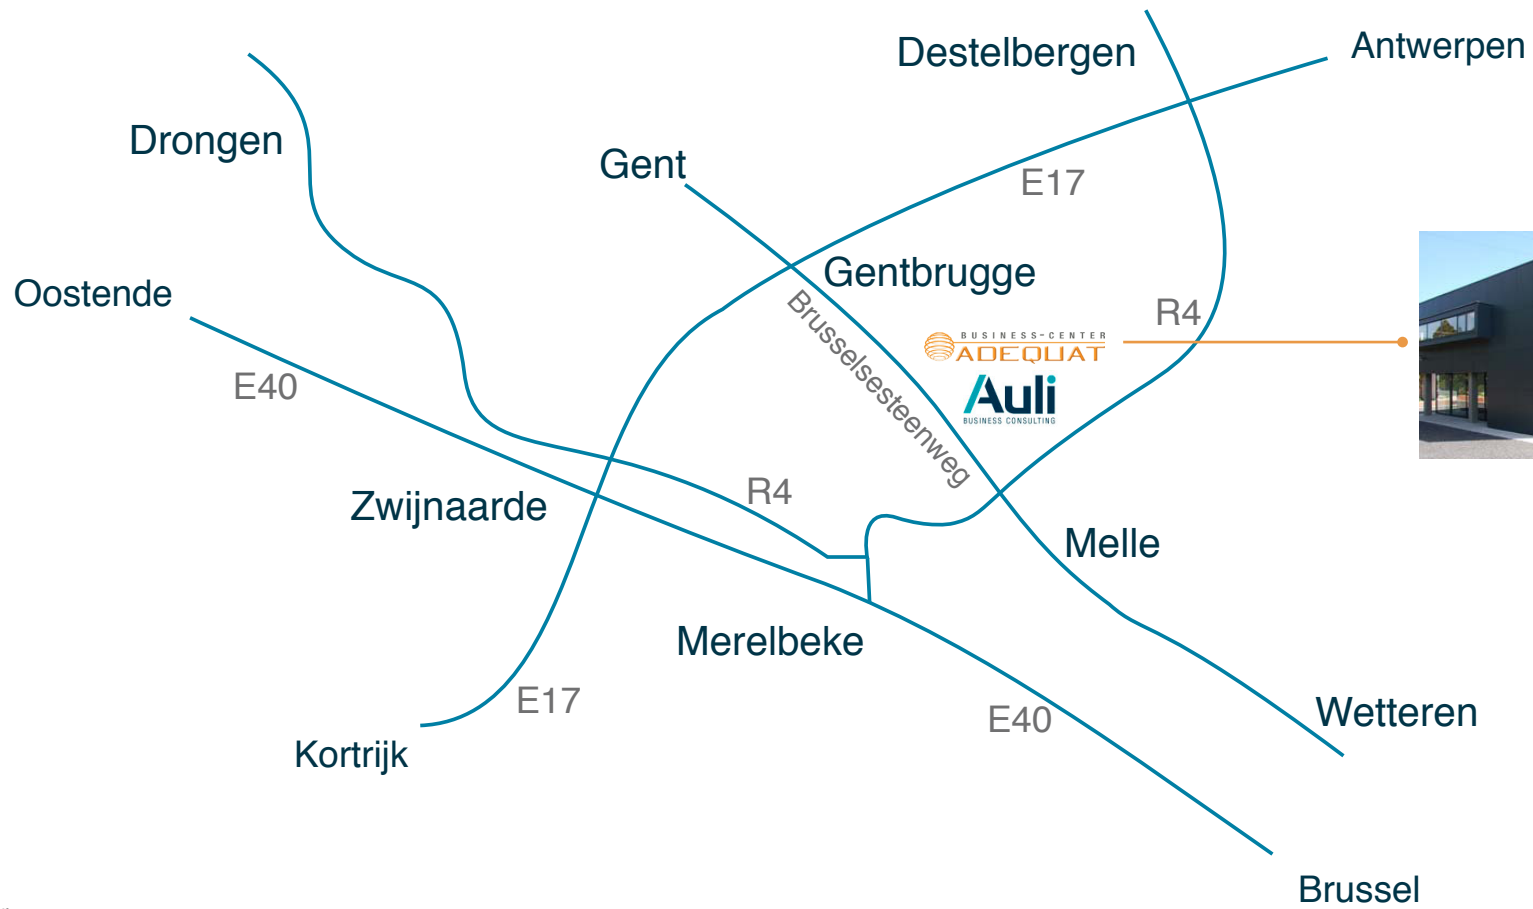 Destelbergen
Antwerpen
Drongen
Gent
E17
Gentbrugge
Oostende
R4
Brusselsesteenweg
BUSINESS-CENTER
ADEQUAT
E40
Auli
BUSINESS CONSULTING
R4
Zwijnaarde
Melle
Merelbeke
E17
E40
Wetteren
Kortrijk
Brussel